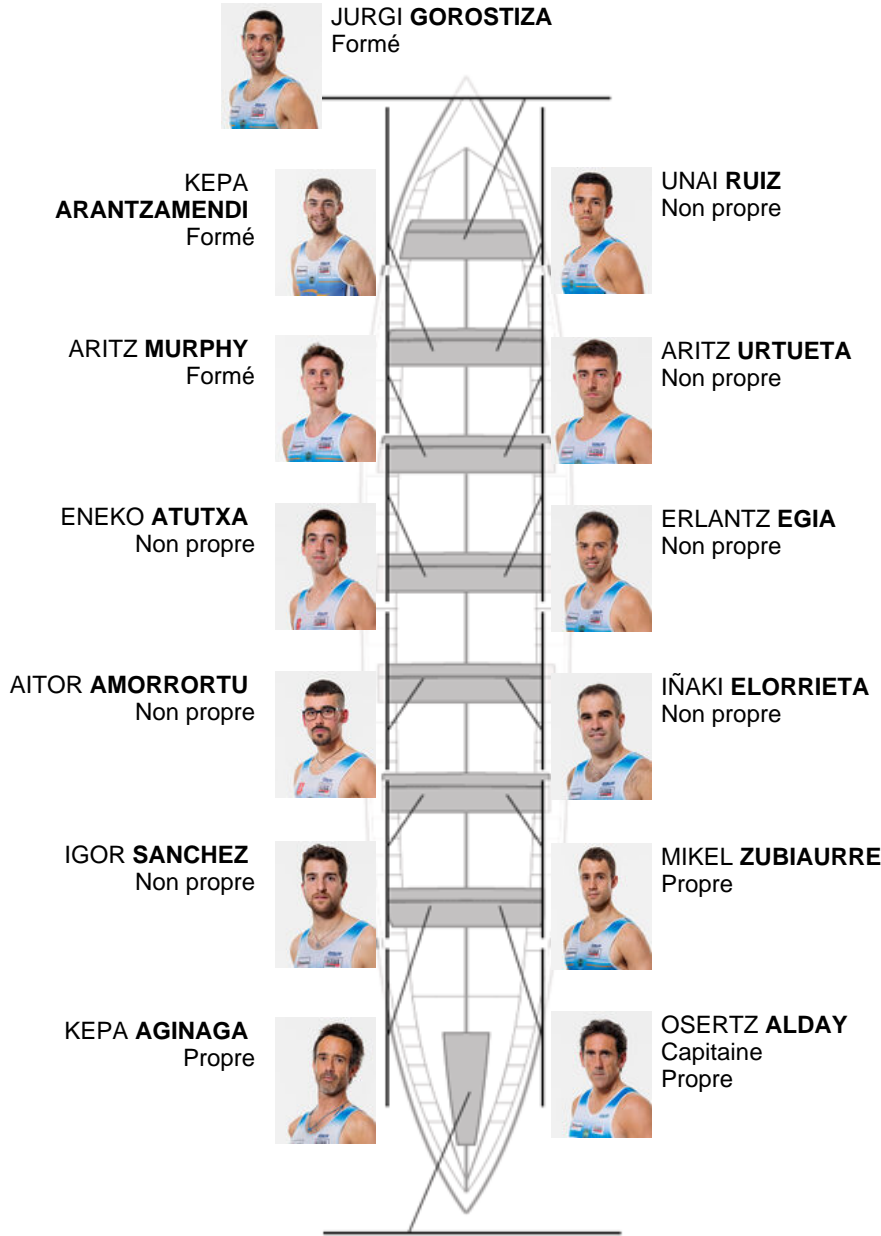 JURGI GOROSTIZA
Formé
KEPA
ARANTZAMENDI
Formé
UNAI RUIZ
Non propre
ARITZ MURPHY
Formé
ARITZ URTUETA
Non propre
ENEKO ATUTXA
Non propre
ERLANTZ EGIA
Non propre
AITOR AMORRORTU
Non propre
IÑAKI ELORRIETA
Non propre
IGOR SANCHEZ
Non propre
MIKEL ZUBIAURRE
Propre
KEPA AGINAGA
Propre
OSERTZ ALDAY
Capitaine
Propre